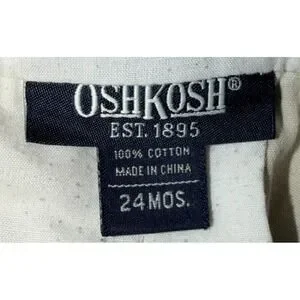 OSHKOSH®
EST. 1895
100% COTTON
MADE IN CHINA
24 MOS.